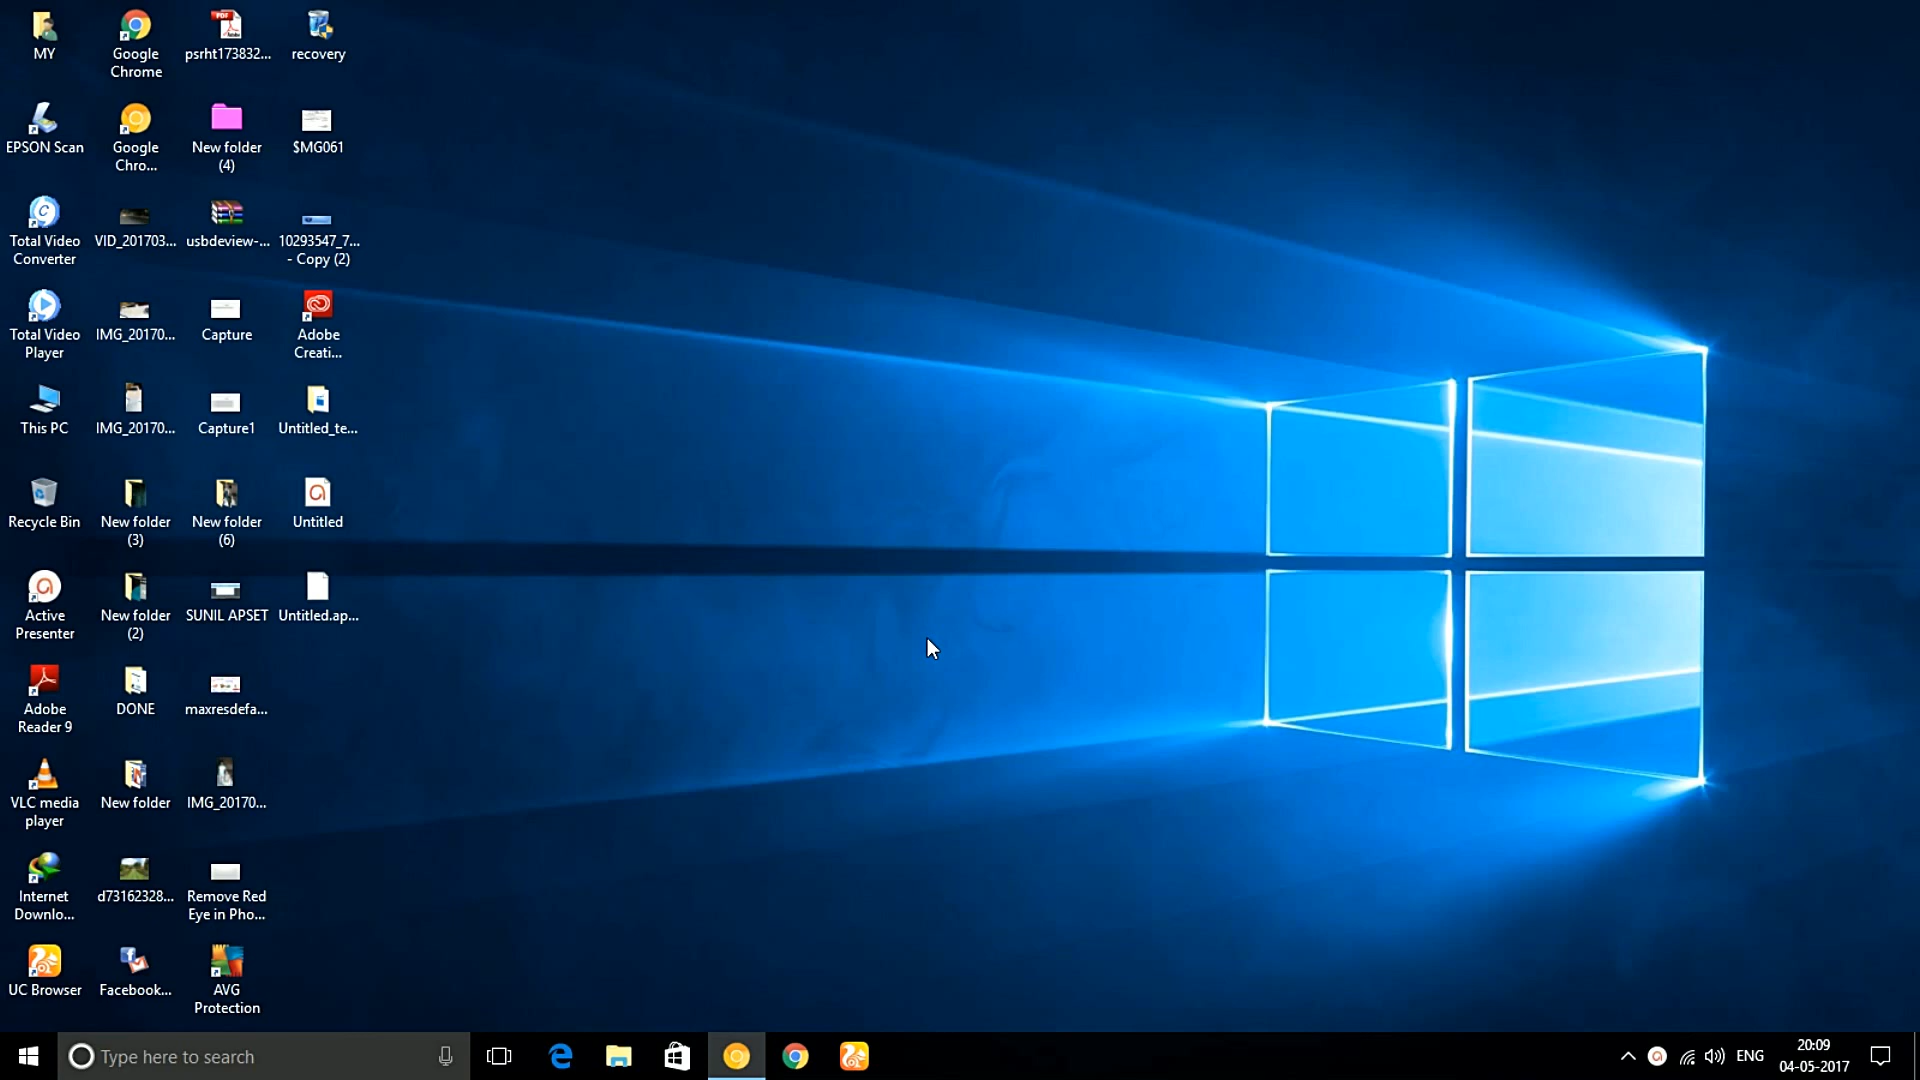 MY
Google
Chrome
psrht173832...
recovery
EPSON Scan
Google
Chro...
New folder
(4)
$MG061
Total Video
Converter
VID_201703...
usbdeview-...
10293547_7...
- Copy (2)
Total Video
Player
IMG_20170...
Capture
Adobe
Creati...
This PC
IMG_20170...
Capture1
Untitled_te...
Recycle Bin
New folder
(3)
New folder
(6)
Untitled
Active
Presenter
New folder
(2)
SUNIL APSET
Untitled.ap...
Adobe
Reader 9
DONE
maxresdefa...
VLC media
player
New folder
IMG_20170...
Internet
Downlo...
d73162328...
Remove Red
Eye in Pho...
UC Browser
Facebook...
AVG
Protection
Type here to search
ENG
20:09
04-05-2017